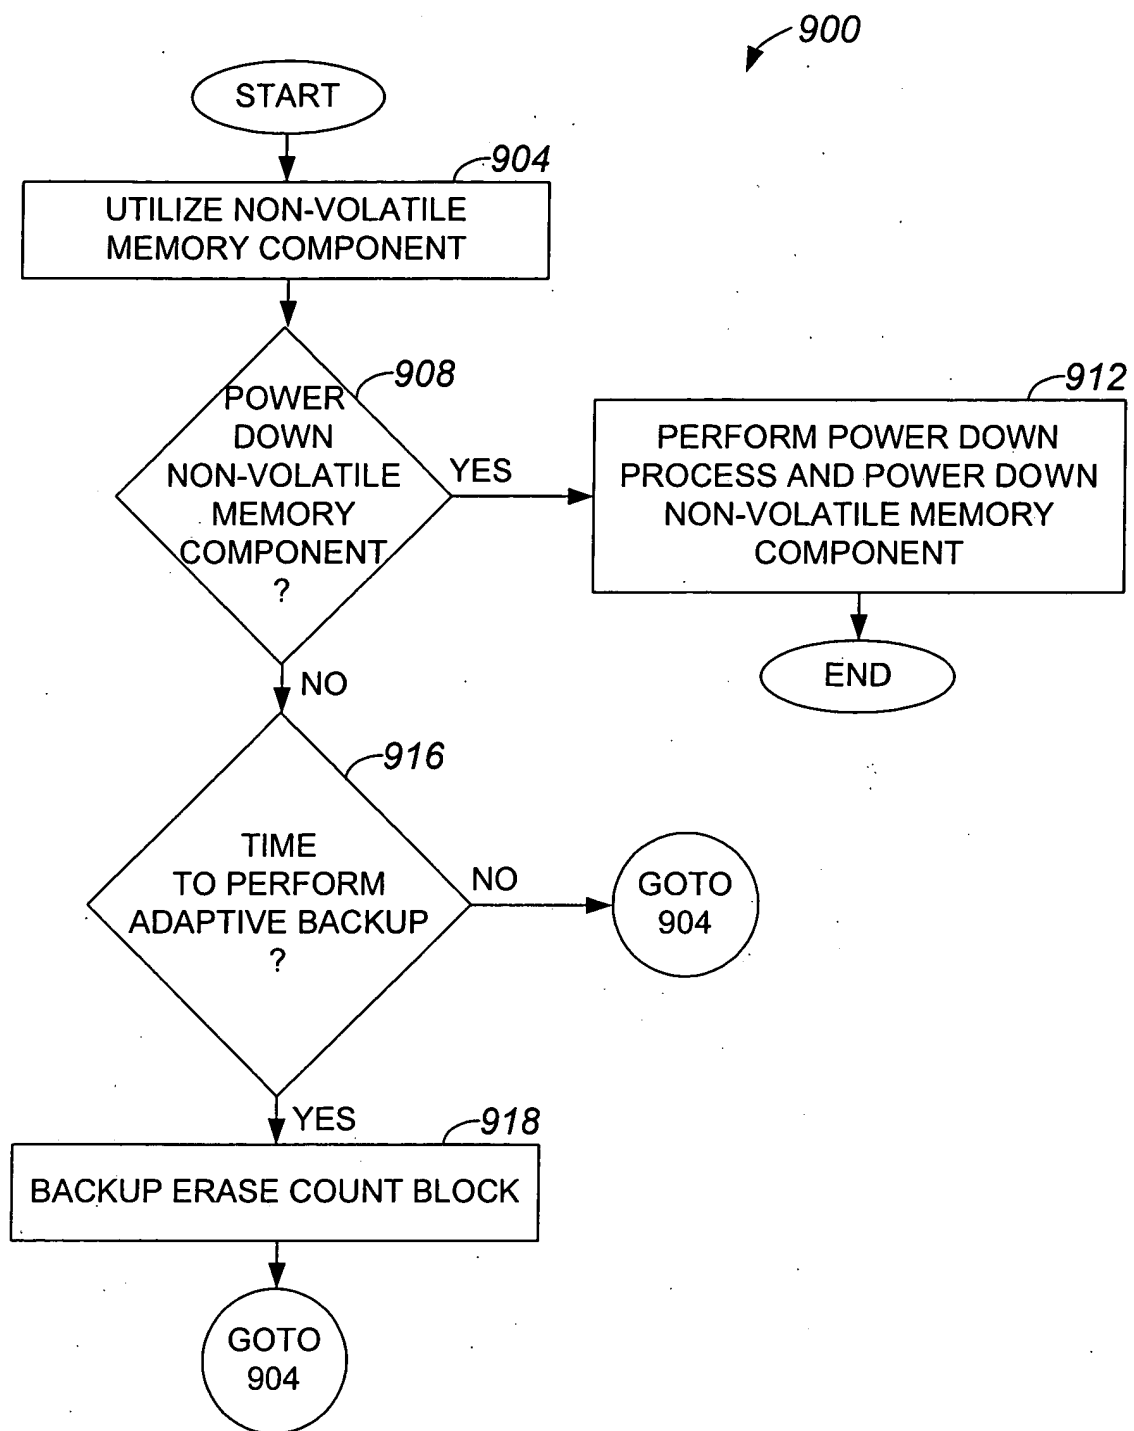 900
START
904
UTILIZE NON-VOLATILE
MEMORY COMPONENT
908
POWER
DOWN
NON-VOLATILE
MEMORY
COMPONENT
?
YES
912
PERFORM POWER DOWN
PROCESS AND POWER DOWN
NON-VOLATILE MEMORY
COMPONENT
END
NO
916
TIME
TO PERFORM
ADAPTIVE BACKUP
?
NO
GOTO
904
YES
918
BACKUP ERASE COUNT BLOCK
GOTO
904